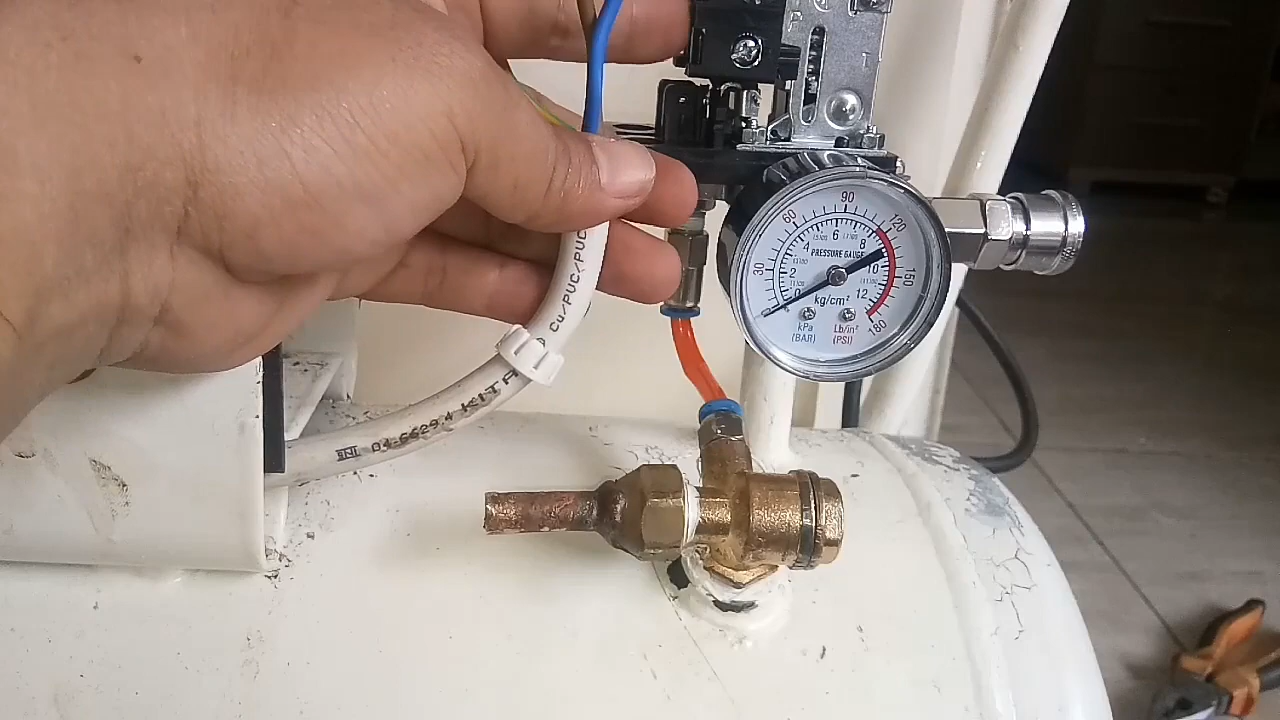 Cu/PVC/PVC
SNI 04-6629.4 KITA
30
60
90
120
150
180
0
2
4
6
8
10
12
PRESSURE GAUGE
kg/cm²
kPa
(BAR)
Lb/in²
(PSI)